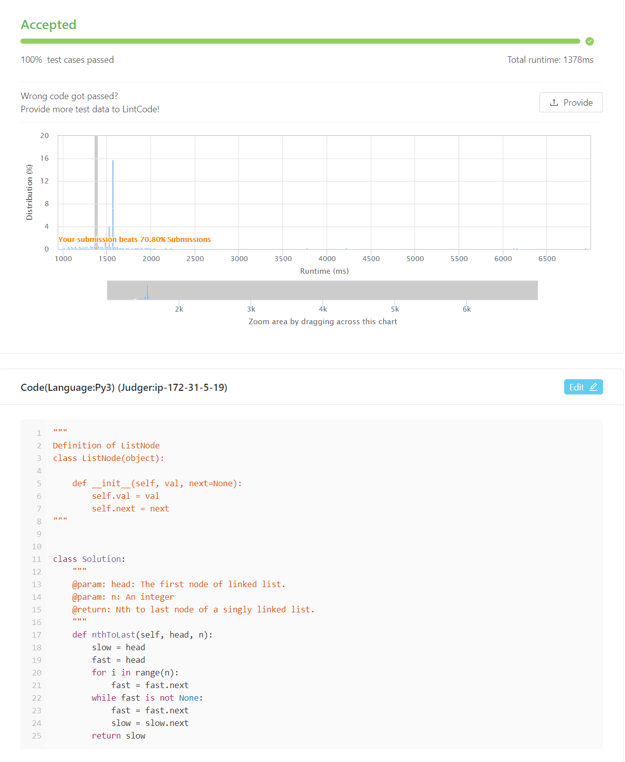 Accepted
100% test cases passed
Total runtime: 1378ms
Wrong code got passed?
Provide more test data to LintCode!
Provide
20
16
12
8
4
0
Distribution (%)
Your submission beats 70.80% Submissions
1000 1500 2000 2500 3000 3500 4000 4500 5000 5500 6000 6500
Runtime (ms)
2k 3k 4k 5k 6k
Zoom area by dragging across this chart
Code(Language:Py3) (Judger:ip-172-31-5-19)
Edit
1 """
2 Definition of ListNode
3 class ListNode(object):
4
5     def __init__(self, val, next=None):
6         self.val = val
7         self.next = next
8 """
9
10
11 class Solution:
12     """
13     @param: head: The first node of linked list.
14     @param: n: An integer
15     @return: Nth to last node of a singly linked list.
16     """
17     def nthToLast(self, head, n):
18         slow = head
19         fast = head
20         for i in range(n):
21             fast = fast.next
22         while fast is not None:
23             fast = fast.next
24             slow = slow.next
25         return slow